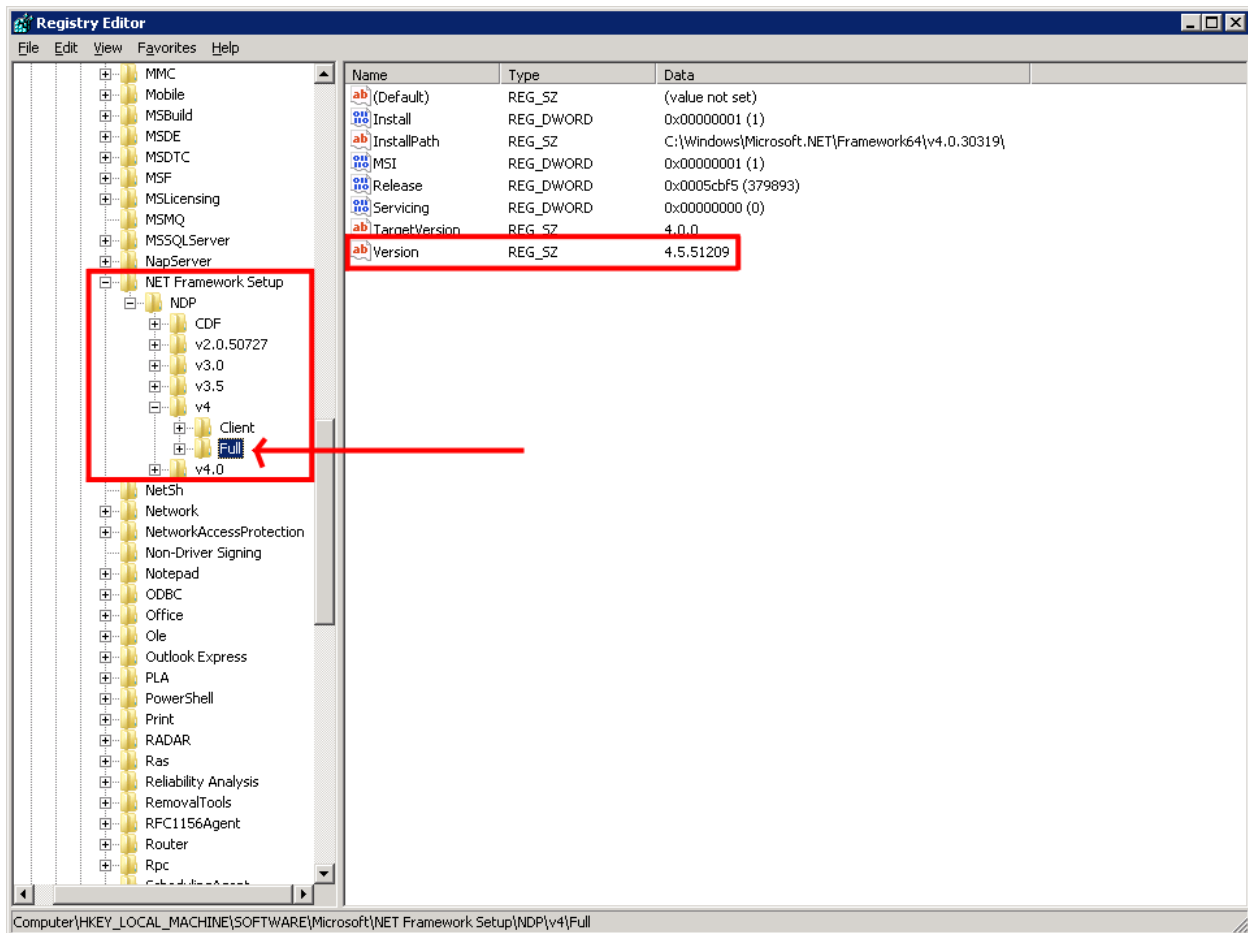 Registry Editor
File Edit View Favorites Help
Name Type Data
(Default) REG_SZ (value not set)
Install REG_DWORD 0x00000001 (1)
InstallPath REG_SZ C:\Windows\Microsoft.NET\Framework64\v4.0.30319\
MSI REG_DWORD 0x00000001 (1)
Release REG_DWORD 0x0005cbf5 (379893)
Servicing REG_DWORD 0x00000000 (0)
TargetVersion REG_SZ 4.0.0
Version REG_SZ 4.5.51209
MMC
Mobile
MSBuild
MSDE
MSDTC
MSF
MSLicensing
MSMQ
MSSQLServer
NapServer
NET Framework Setup
NDP
CDF
v2.0.50727
v3.0
v3.5
v4
Client
Full
v4.0
NetSh
Network
NetworkAccessProtection
Non-Driver Signing
Notepad
ODBC
Office
Ole
Outlook Express
PLA
PowerShell
Print
RADAR
Ras
Reliability Analysis
RemovalTools
RFC1156Agent
Router
Rpc
Computer\HKEY_LOCAL_MACHINE\SOFTWARE\Microsoft\NET Framework Setup\NDP\v4\Full